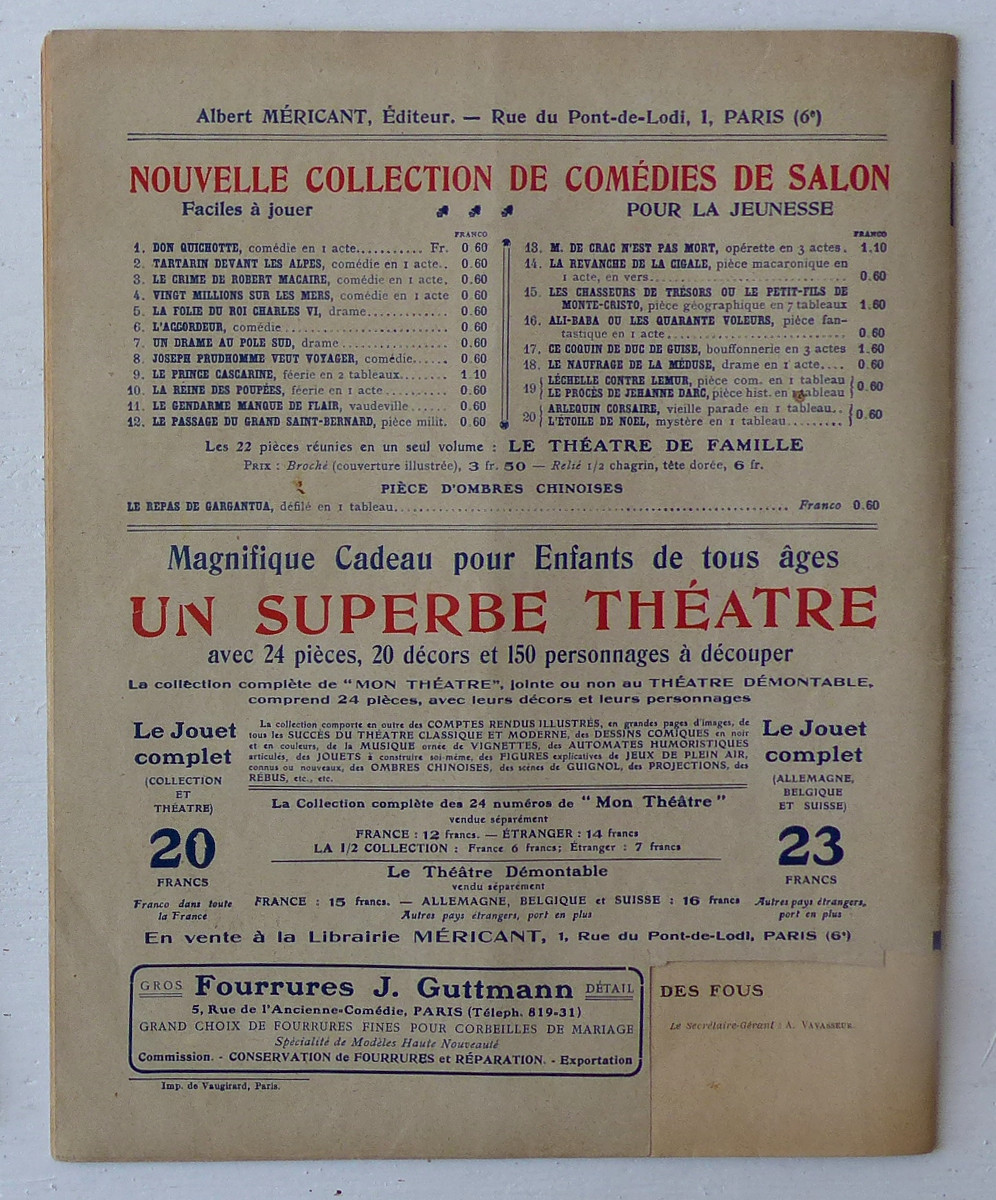 Albert MÉRICANT, Éditeur. — Rue du Pont-de-Lodi, 1, PARIS (6e)
NOUVELLE COLLECTION DE COMÉDIES DE SALON
Faciles à jouer
POUR LA JEUNESSE
FRANCO
1. DON QUICHOTTE, comédie en 1 acte........... Fr. 0 60
2. TARTARIN DEVANT LES ALPES, comédie en 1 acte.. 0.60
3. LE CRIME DE ROBERT MACAIRE, comédie en 1 acte. 0.60
4. VINGT MILLIONS SUR LES MERS, comédie en 1 acte 0.60
5. LA FOLIE DU ROI CHARLES VI, drame............ 0.60
6. L'ACCORDEUR, comédie........................ 0.60
7. UN DRAME AU POLE SUD, drame.................. 0.60
8. JOSEPH PRUDHOMME VEUT VOYAGER, comédie...... 0.60
9. LE PRINCE CASCARINE, féerie en 2 tableaux........ 1.10
10. LA REINE DES POUPÉES, féerie en 1 acte.......... 0.60
11. LE GENDARME MANQUE DE FLAIR, vaudeville...... 0.60
12. LE PASSAGE DU GRAND SAINT-BERNARD, pièce milit. 0.60
FRANCO
13. M. DE CRAC N'EST PAS MORT, opérette en 3 actes. 1.10
14. LA REVANCHE DE LA CIGALE, pièce macaronique en
1 acte, en vers............................ 0.60
15. LES CHASSEURS DE TRÉSORS OU LE PETIT-FILS DE
MONTE-CRISTO, pièce géographique en 7 tableaux 1.60
16. ALI-BABA OU LES QUARANTE VOLEURS, pièce fan-
tastique en 1 acte......................... 0.60
17. CE COQUIN DE DUC DE GUISE, bouffonnerie en 3 actes 1.60
18. LE NAUFRAGE DE LA MÉDUSE, drame en 1 acte.... 0.60
19 { LÉCHELLE CONTRE LEMUR, pièce com. en 1 tableau } 0.60
LE PROCÈS DE JEHANNE DARC, pièce hist. en 1 tableau
20 { ARLEQUIN CORSAIRE, vieille parade en 1 tableau.. } 0.60
L'ÉTOILE DE NOEL, mystère en 1 tableau.........
Les 22 pièces réunies en un seul volume : LE THÉATRE DE FAMILLE
PRIX : Broché (couverture illustrée), 3 fr. 50 — Relié 1/2 chagrin, tête dorée, 6 fr.
PIÈCE D'OMBRES CHINOISES
LE REPAS DE GARGANTUA, défilé en 1 tableau........................ Franco 0.60
Magnifique Cadeau pour Enfants de tous âges
UN SUPERBE THÉATRE
avec 24 pièces, 20 décors et 150 personnages à découper
La collection complète de "MON THÉATRE", jointe ou non au THÉATRE DÉMONTABLE,
comprend 24 pièces, avec leurs décors et leurs personnages
Le Jouet
complet
(COLLECTION
ET
THÉATRE)
20
FRANCS
Franco dans toute
la France
La collection comporte en outre des COMPTES RENDUS ILLUSTRÉS, en grandes pages d'images, de
tous les SUCCÈS DU THÉATRE CLASSIQUE ET MODERNE, des DESSINS COMIQUES en noir
et en couleurs, de la MUSIQUE ornée de VIGNETTES, des AUTOMATES HUMORISTIQUES
articulés, des JOUETS à construire soi-même, des FIGURES explicatives de JEUX DE PLEIN AIR,
connus ou nouveaux, des OMBRES CHINOISES, des scènes de GUIGNOL, des PROJECTIONS, des
RÉBUS, etc., etc.
La Collection complète des 24 numéros de "Mon Théâtre"
vendue séparément
FRANCE : 12 francs. — ÉTRANGER : 14 francs
LA 1/2 COLLECTION : France 6 francs; Étranger : 7 francs
Le Théâtre Démontable
vendu séparément
FRANCE : 15 francs. — ALLEMAGNE, BELGIQUE et SUISSE : 16 francs
Autres pays étrangers, port en plus
Le Jouet
complet
(ALLEMAGNE,
BELGIQUE
ET SUISSE)
23
FRANCS
Autres pays étrangers,
port en plus
En vente à la Librairie MÉRICANT, 1, Rue du Pont-de-Lodi, PARIS (6e)
GROS Fourrures J. Guttmann DÉTAIL
5, Rue de l'Ancienne-Comédie, PARIS (Téleph. 819-31)
GRAND CHOIX DE FOURRURES FINES POUR CORBEILLES DE MARIAGE
Spécialité de Modèles Haute Nouveauté
Commission. - CONSERVATION de FOURRURES et RÉPARATION. - Exportation
Imp. de Vaugirard, Paris.
DES FOUS
Le Secrétaire-Gérant : A. VAVASSEUR.